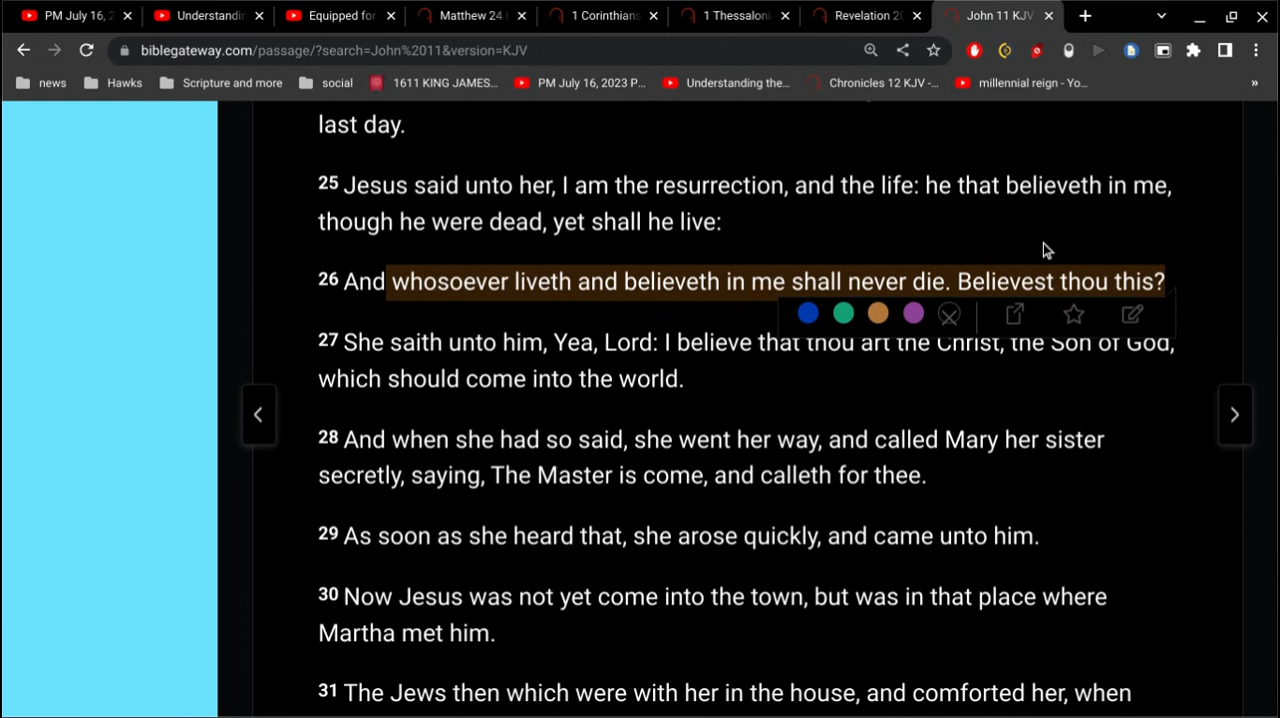 PM July 16, 2
Understandin
Equipped for
Matthew 24
1 Corinthians
1 Thessaloni
Revelation 2
John 11 KJV
biblegateway.com/passage/?search=John%2011&version=KJV
news
Hawks
Scripture and more
social
1611 KING JAMES...
PM July 16, 2023 P...
Understanding the...
Chronicles 12 KJV -...
millennial reign - Yo...
»
last day.
25 Jesus said unto her, I am the resurrection, and the life: he that believeth in me,
though he were dead, yet shall he live:
26 And whosoever liveth and believeth in me shall never die. Believest thou this?
27 She saith unto him, Yea, Lord: I believe that thou art the Christ, the Son of God,
which should come into the world.
28 And when she had so said, she went her way, and called Mary her sister
secretly, saying, The Master is come, and calleth for thee.
29 As soon as she heard that, she arose quickly, and came unto him.
30 Now Jesus was not yet come into the town, but was in that place where
Martha met him.
31 The Jews then which were with her in the house, and comforted her, when